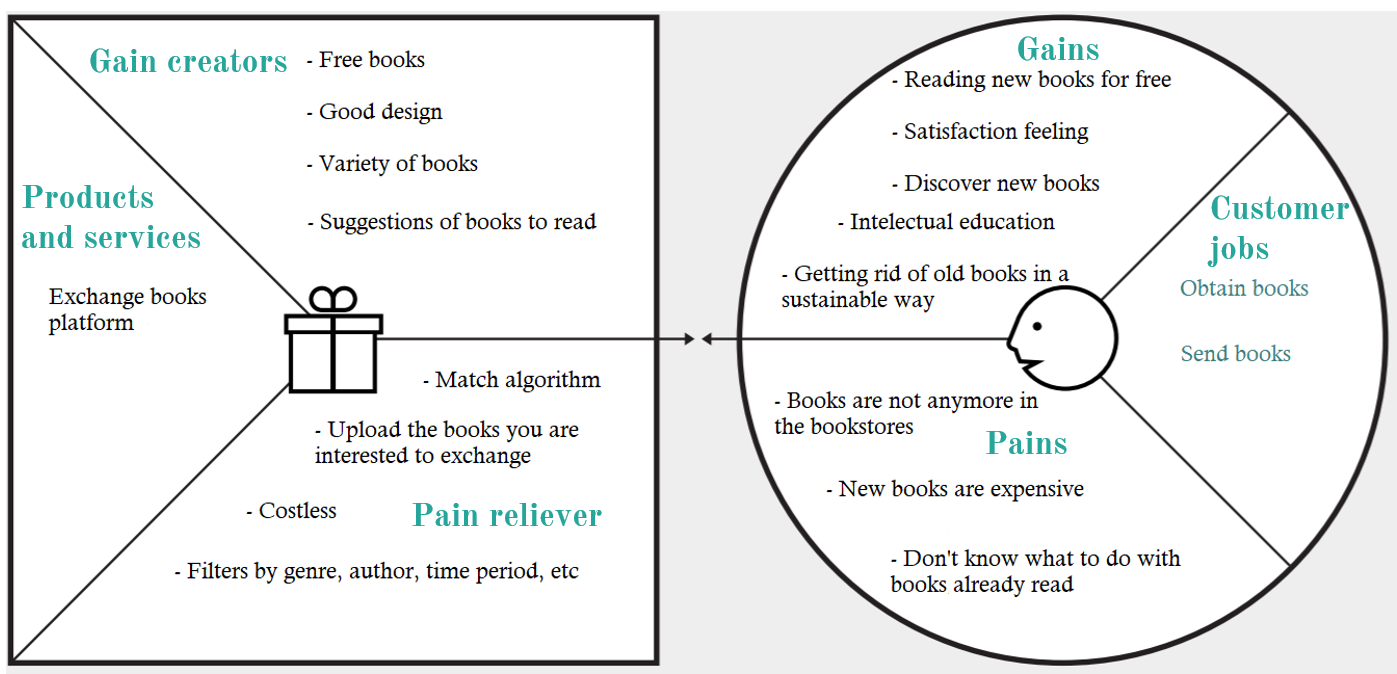 Gain creators
- Free books
- Good design
- Variety of books
- Suggestions of books to read
Products
and services
Exchange books
platform
- Match algorithm
- Upload the books you are
interested to exchange
- Costless
Pain reliever
- Filters by genre, author, time period, etc
Gains
- Reading new books for free
- Satisfaction feeling
- Discover new books
- Intelectual education
- Getting rid of old books in a
sustainable way
Customer
jobs
Obtain books
Send books
- Books are not anymore in
the bookstores
Pains
- New books are expensive
- Don't know what to do with
books already read